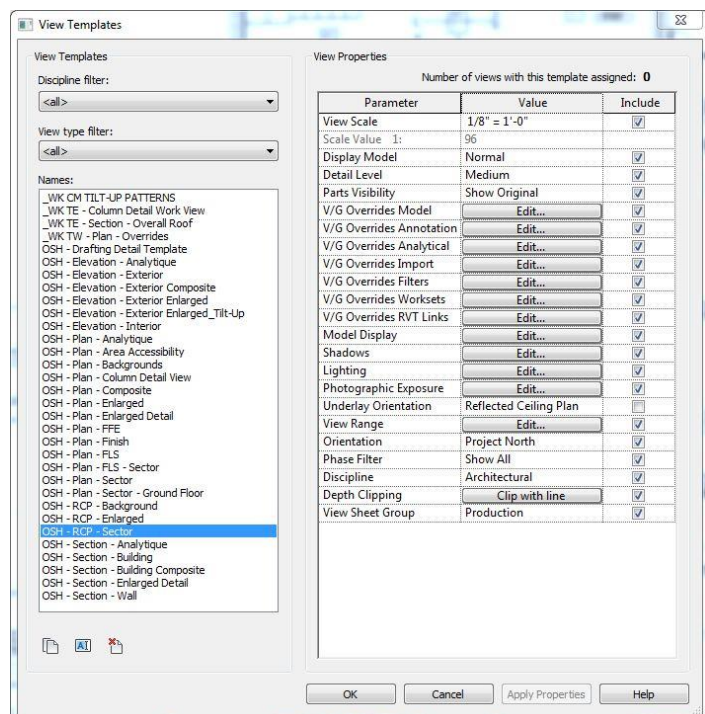 View Templates
View Templates
Discipline filter:
<all>
View type filter:
<all>
Names:
_WK CM TILT-UP PATTERNS
_WK TE - Column Detail Work View
_WK TE - Section - Overall Roof
_WK TW - Plan - Overrides
OSH - Drafting Detail Template
OSH - Elevation - Analytique
OSH - Elevation - Exterior
OSH - Elevation - Exterior Composite
OSH - Elevation - Exterior Enlarged
OSH - Elevation - Exterior Enlarged_Tilt-Up
OSH - Elevation - Interior
OSH - Plan - Analytique
OSH - Plan - Area Accessibility
OSH - Plan - Backgrounds
OSH - Plan - Column Detail View
OSH - Plan - Composite
OSH - Plan - Enlarged
OSH - Plan - Enlarged Detail
OSH - Plan - FFE
OSH - Plan - Finish
OSH - Plan - FLS
OSH - Plan - FLS - Sector
OSH - Plan - Sector
OSH - Plan - Sector - Ground Floor
OSH - RCP - Background
OSH - RCP - Enlarged
OSH - RCP - Sector
OSH - Section - Analytique
OSH - Section - Building
OSH - Section - Building Composite
OSH - Section - Enlarged Detail
OSH - Section - Wall
View Properties
Number of views with this template assigned: 0
Parameter Value Include
View Scale 1/8" = 1'-0"
Scale Value 1: 96
Display Model Normal
Detail Level Medium
Parts Visibility Show Original
V/G Overrides Model Edit...
V/G Overrides Annotation Edit...
V/G Overrides Analytical Edit...
V/G Overrides Import Edit...
V/G Overrides Filters Edit...
V/G Overrides Worksets Edit...
V/G Overrides RVT Links Edit...
Model Display Edit...
Shadows Edit...
Lighting Edit...
Photographic Exposure Edit...
Underlay Orientation Reflected Ceiling Plan
View Range Edit...
Orientation Project North
Phase Filter Show All
Discipline Architectural
Depth Clipping Clip with line
View Sheet Group Production
OK Cancel Apply Properties Help